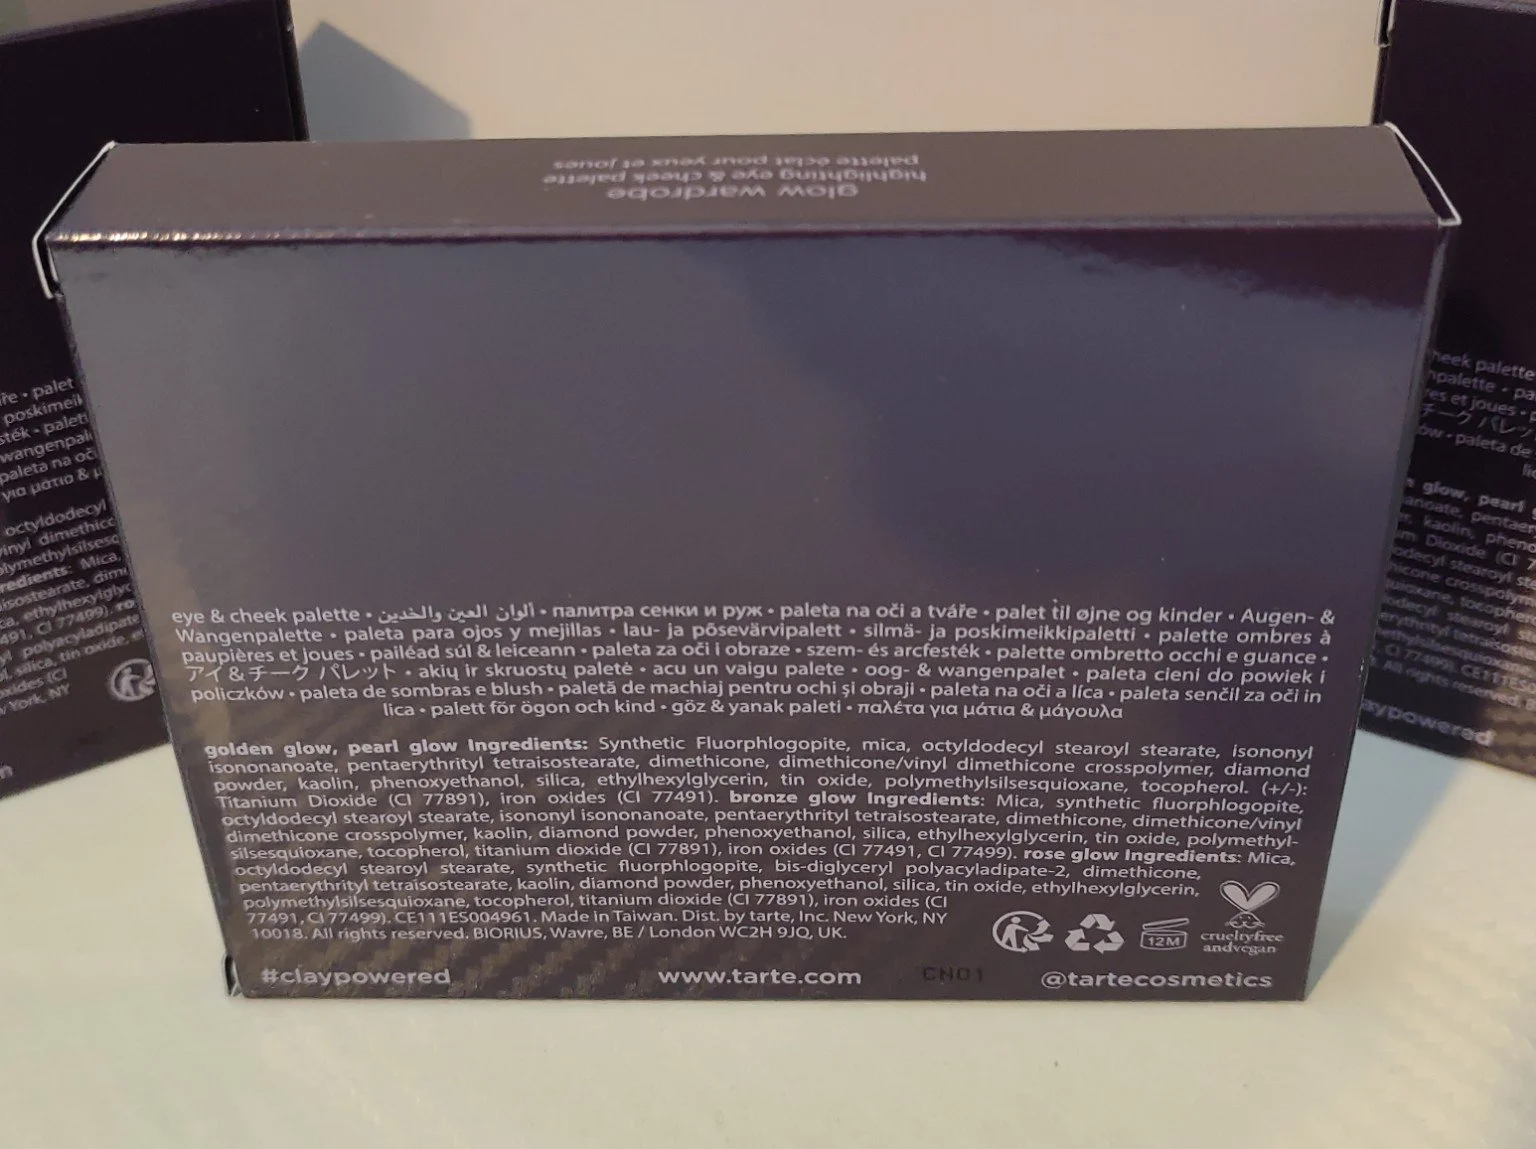 glow wardrobe
highlighting eye & cheek palette
palette éclat pour yeux et joues
eye & cheek palette • ألوان العين والخدين • палитра сенки и руж • paleta na oči a tváře • palet til øjne og kinder • Augen- &
Wangenpalette • paleta para ojos y mejillas • lau- ja põsevärvipalett • silmä- ja poskimeikkipaletti • palette ombres à
paupières et joues • pailéad súl & leiceann • paleta za oči i obraze • szem- és arcfesték • palette ombretto occhi e guance •
アイ & チーク パレット • akių ir skruostų paletė • acu un vaigu palete • oog- & wangenpalet • paleta cieni do powiek i
policzków • paleta de sombras e blush • paletă de machiaj pentru ochi și obraji • paleta na oči a líca • paleta senčil za oči in
lica • palett för ögon och kind • göz & yanak paleti • παλέτα για μάτια & μάγουλα
golden glow, pearl glow Ingredients: Synthetic Fluorphlogopite, mica, octyldodecyl stearoyl stearate, isononyl
isononanoate, pentaerythrityl tetraisostearate, dimethicone, dimethicone/vinyl dimethicone crosspolymer, diamond
powder, kaolin, phenoxyethanol, silica, ethylhexylglycerin, tin oxide, polymethylsilsesquioxane, tocopherol. (+/-):
Titanium Dioxide (CI 77891), iron oxides (CI 77491). bronze glow Ingredients: Mica, synthetic fluorphlogopite,
octyldodecyl stearoyl stearate, isononyl isononanoate, pentaerythrityl tetraisostearate, dimethicone, dimethicone/vinyl
dimethicone crosspolymer, kaolin, diamond powder, phenoxyethanol, silica, ethylhexylglycerin, tin oxide, polymethyl-
silsesquioxane, tocopherol, titanium dioxide (CI 77891), iron oxides (CI 77491, CI 77499). rose glow Ingredients: Mica,
octyldodecyl stearoyl stearate, synthetic fluorphlogopite, bis-diglyceryl polyacyladipate-2, dimethicone,
pentaerythrityl tetraisostearate, kaolin, diamond powder, phenoxyethanol, silica, tin oxide, ethylhexylglycerin,
polymethylsilsesquioxane, tocopherol, titanium dioxide (CI 77891), iron oxides (CI
77491, CI 77499). CE111ES004961. Made in Taiwan. Dist. by tarte, Inc. New York, NY
10018. All rights reserved. BIORIUS, Wavre, BE / London WC2H 9JQ, UK.
12M
crueltyfree
andvegan
#claypowered
www.tarte.com
CN01
@tartecosmetics